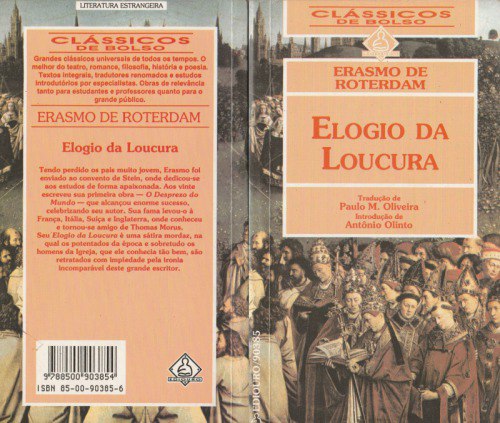 LITERATURA ESTRANGEIRA
CLÁSSICOS
DE BOLSO
Grandes clássicos universais de todos os tempos. O
melhor do teatro, romance, filosofia, história e poesia.
Textos integrais, tradutores renomados e estudos
introdutórios por especialistas. Obras de relevância
tanto para estudantes e professores quanto para o
grande público.
ERASMO DE ROTERDAM
Elogio da Loucura
Tendo perdido os pais muito jovem, Erasmo foi
enviado ao convento de Stein, onde dedicou-se
aos estudos de forma apaixonada. Aos vinte
escreveu sua primeira obra — O Desprezo do
Mundo — que alcançou enorme sucesso,
celebrizando seu autor. Sua fama levou-o à
França, Itália, Suíça e Inglaterra, onde conheceu
e tornou-se amigo de Thomas Morus.
Seu Elogio da Loucura é uma sátira mordaz, na
qual os potentados da época e sobretudo os
homens da Igreja, que ele conhecia tão bem, são
retratados com impiedade pela ironia
incomparável deste grande escritor.
9 788500 903854
ISBN 85-00-90385-6
EDIOURO/90385
CLÁSSICOS
DE BOLSO
ERASMO DE
ROTERDAM
ELOGIO DA
LOUCURA
Tradução de
Paulo M. Oliveira
Introdução de
Antônio Olinto